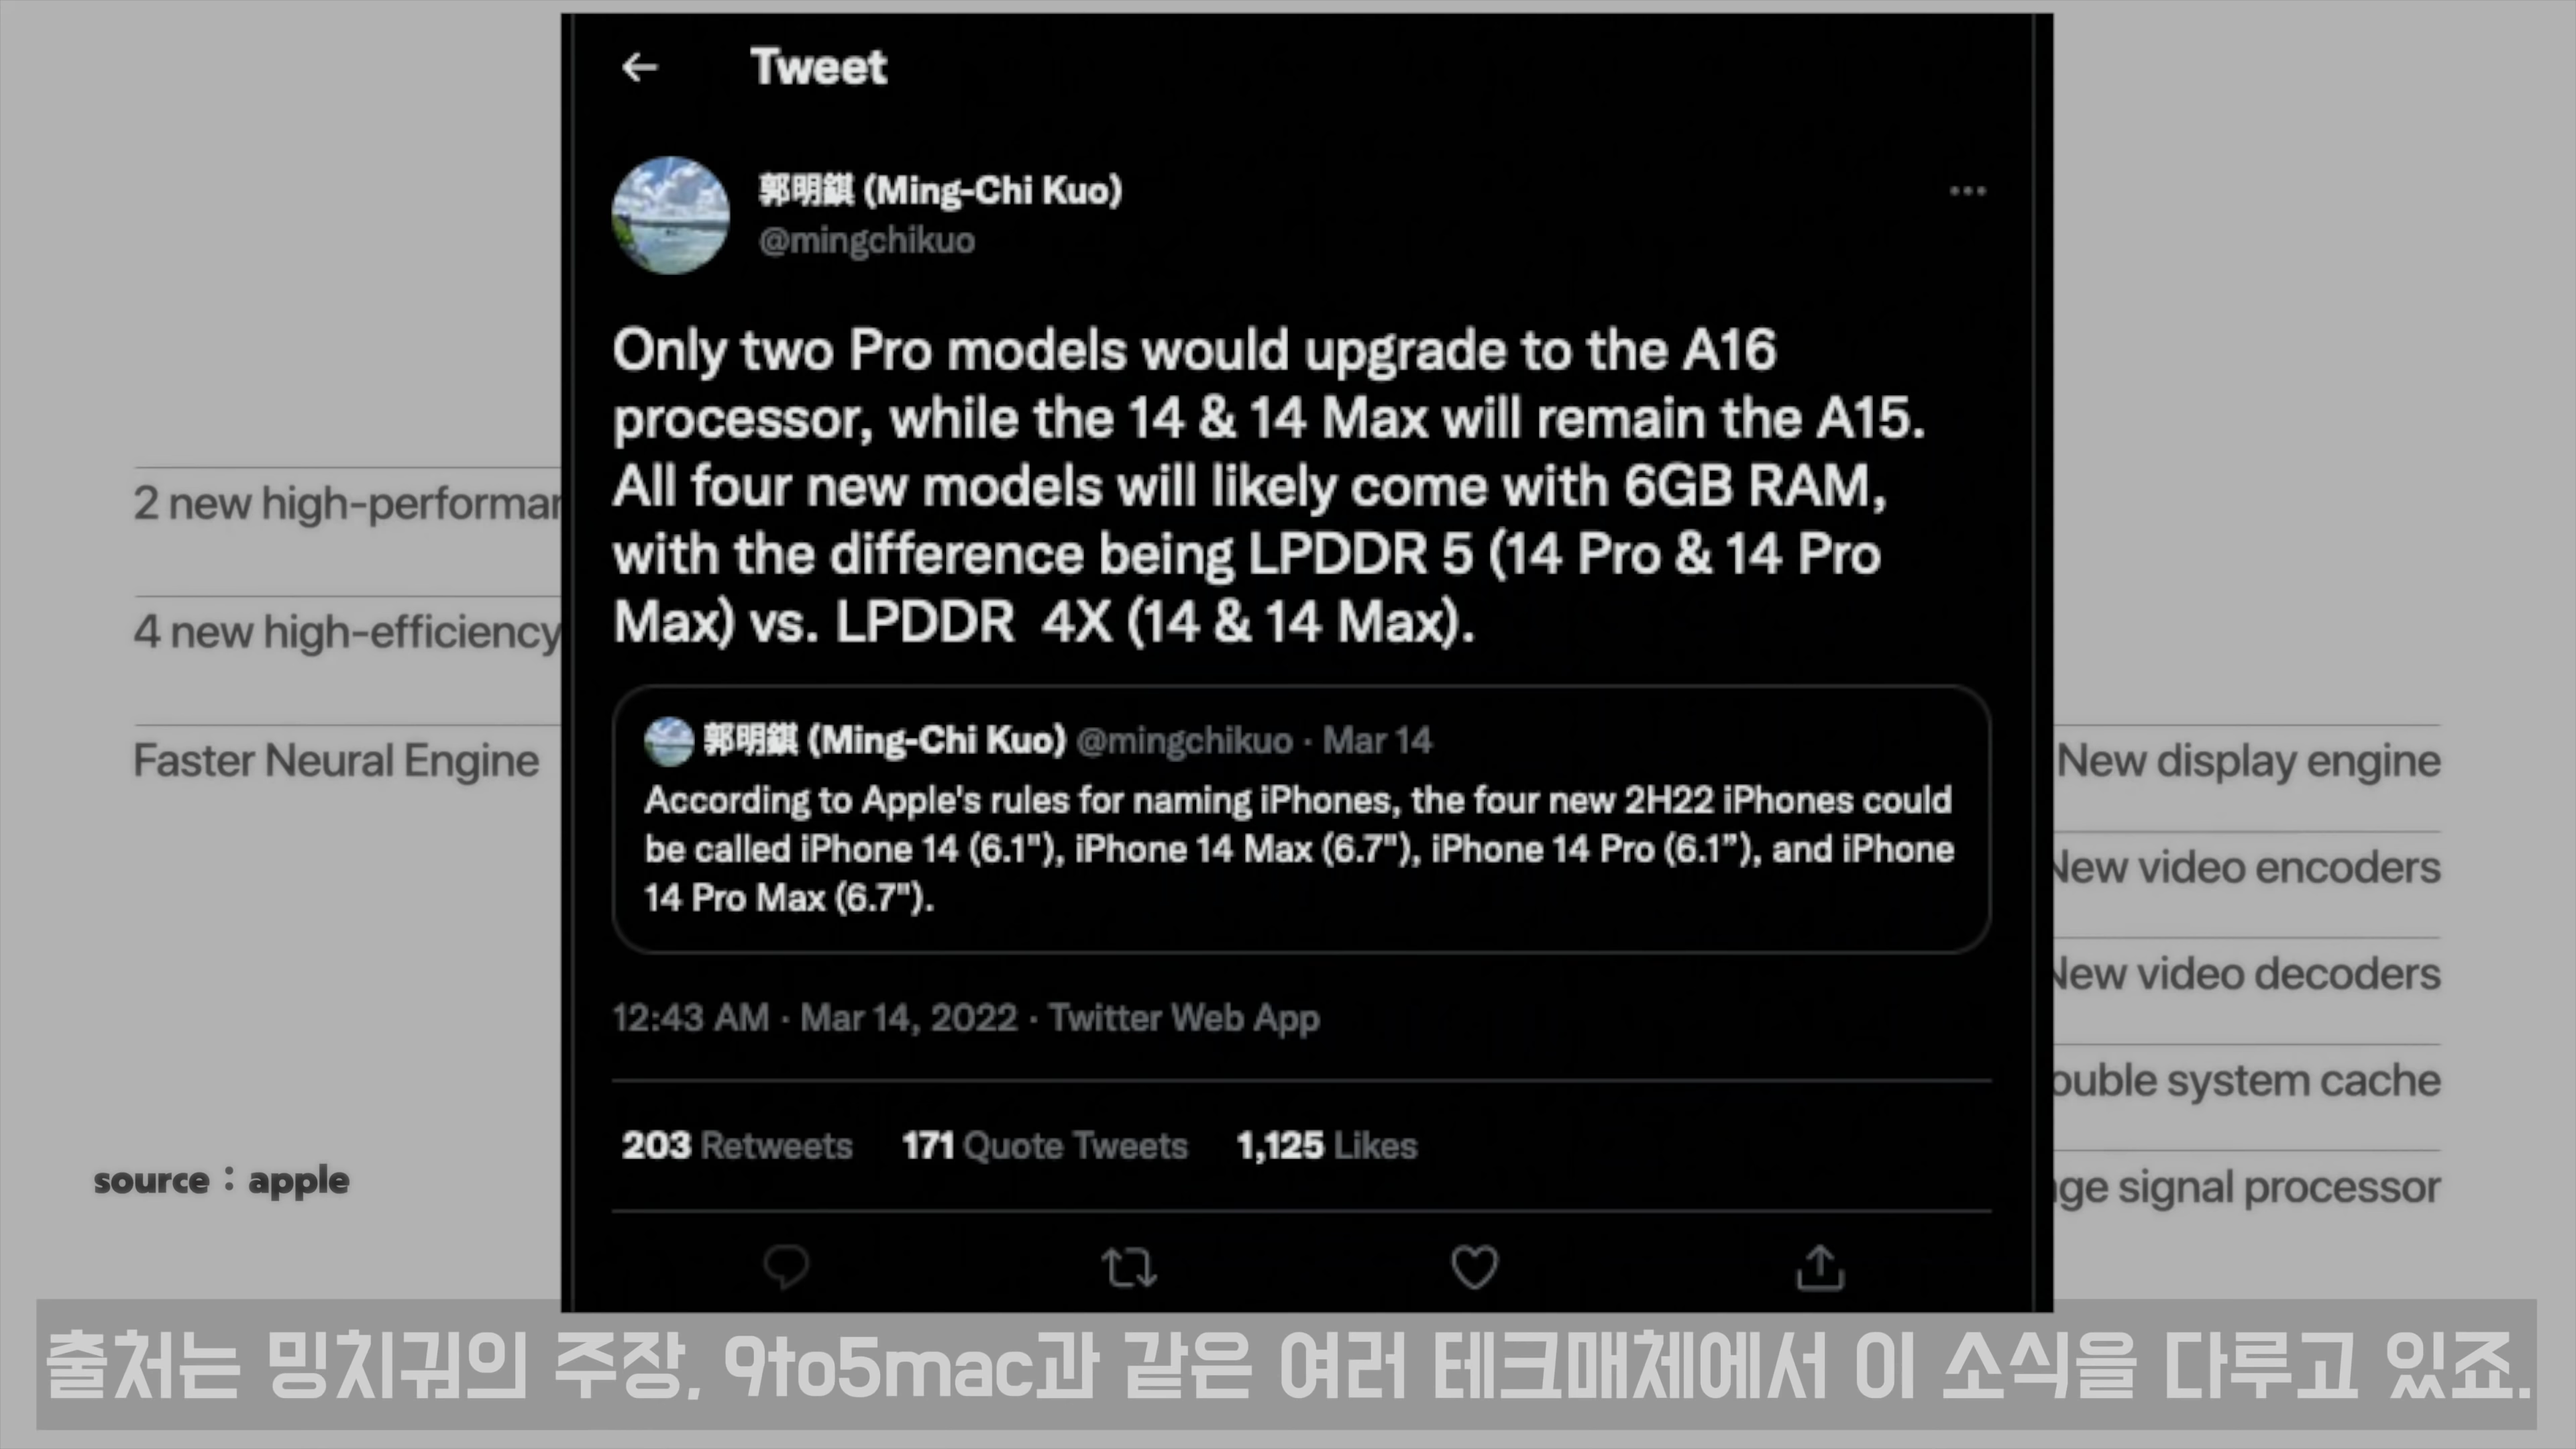 Tweet
郭明錤 (Ming-Chi Kuo)
@mingchikuo
Only two Pro models would upgrade to the A16
processor, while the 14 & 14 Max will remain the A15.
All four new models will likely come with 6GB RAM,
with the difference being LPDDR 5 (14 Pro & 14 Pro
Max) vs. LPDDR 4X (14 & 14 Max).
郭明錤 (Ming-Chi Kuo) @mingchikuo · Mar 14
According to Apple's rules for naming iPhones, the four new 2H22 iPhones could
be called iPhone 14 (6.1"), iPhone 14 Max (6.7"), iPhone 14 Pro (6.1”), and iPhone
14 Pro Max (6.7").
12:43 AM · Mar 14, 2022 · Twitter Web App
203 Retweets 171 Quote Tweets 1,125 Likes
2 new high-performan
4 new high-efficiency
Faster Neural Engine
New display engine
New video encoders
New video decoders
ouble system cache
ge signal processor
source : apple
출처는 밍치궈의 주장, 9to5mac과 같은 여러 테크매체에서 이 소식을 다루고 있죠.